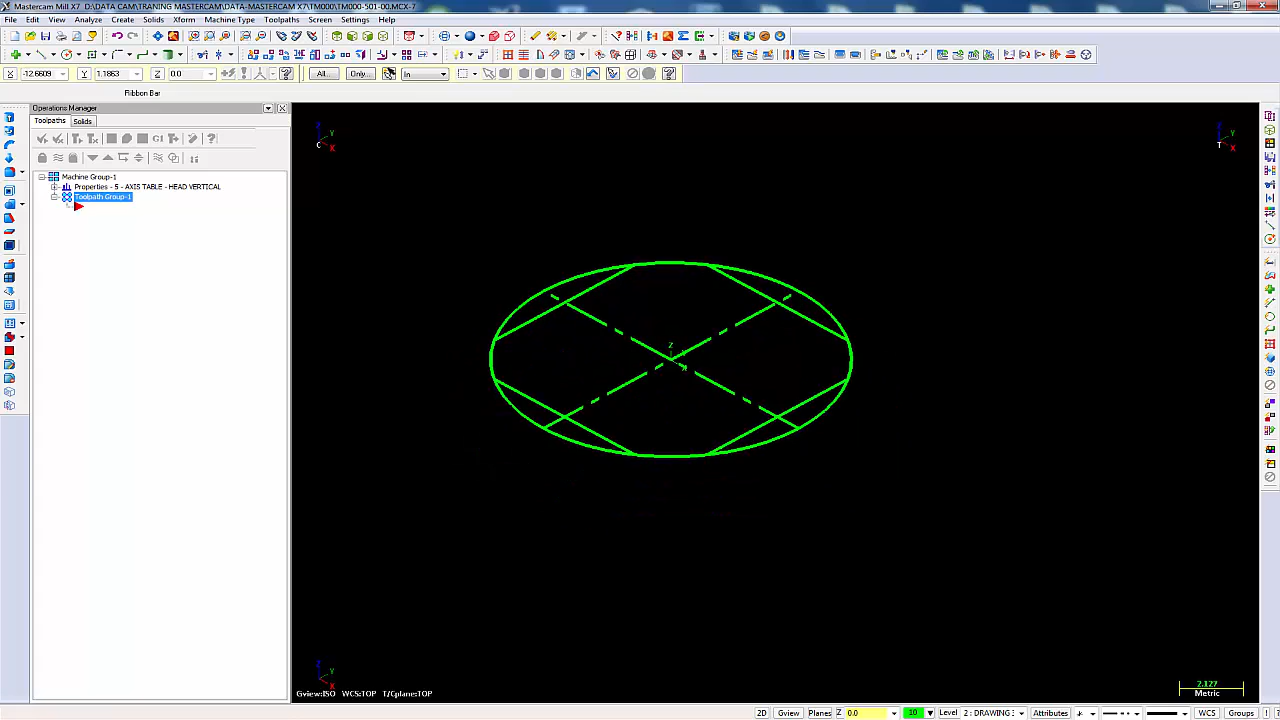 Mastercam Mill X7 - D:\DATA CAM\TRANING MASTERCAM\DATA-MASTERCAM X7\TM000\TM000-501-00.MCX-7
File Edit View Analyze Create Solids Xform Machine Type Toolpaths Screen Settings Help
X -12.6609 Y 1.1863 Z 0.0 All... Only... In
Ribbon Bar
Operations Manager
Toolpaths Solids
G1
Machine Group-1
Properties - 5 - AXIS TABLE - HEAD VERTICAL
Toolpath Group-1
Z Y X C
Z Y X T
Z
Z Y X
Gview:ISO WCS:TOP T/Cplane:TOP
2.127
Metric
2D Gview Planes Z 0.0 10 Level 2 : DRAWING 3 Attributes WCS Groups